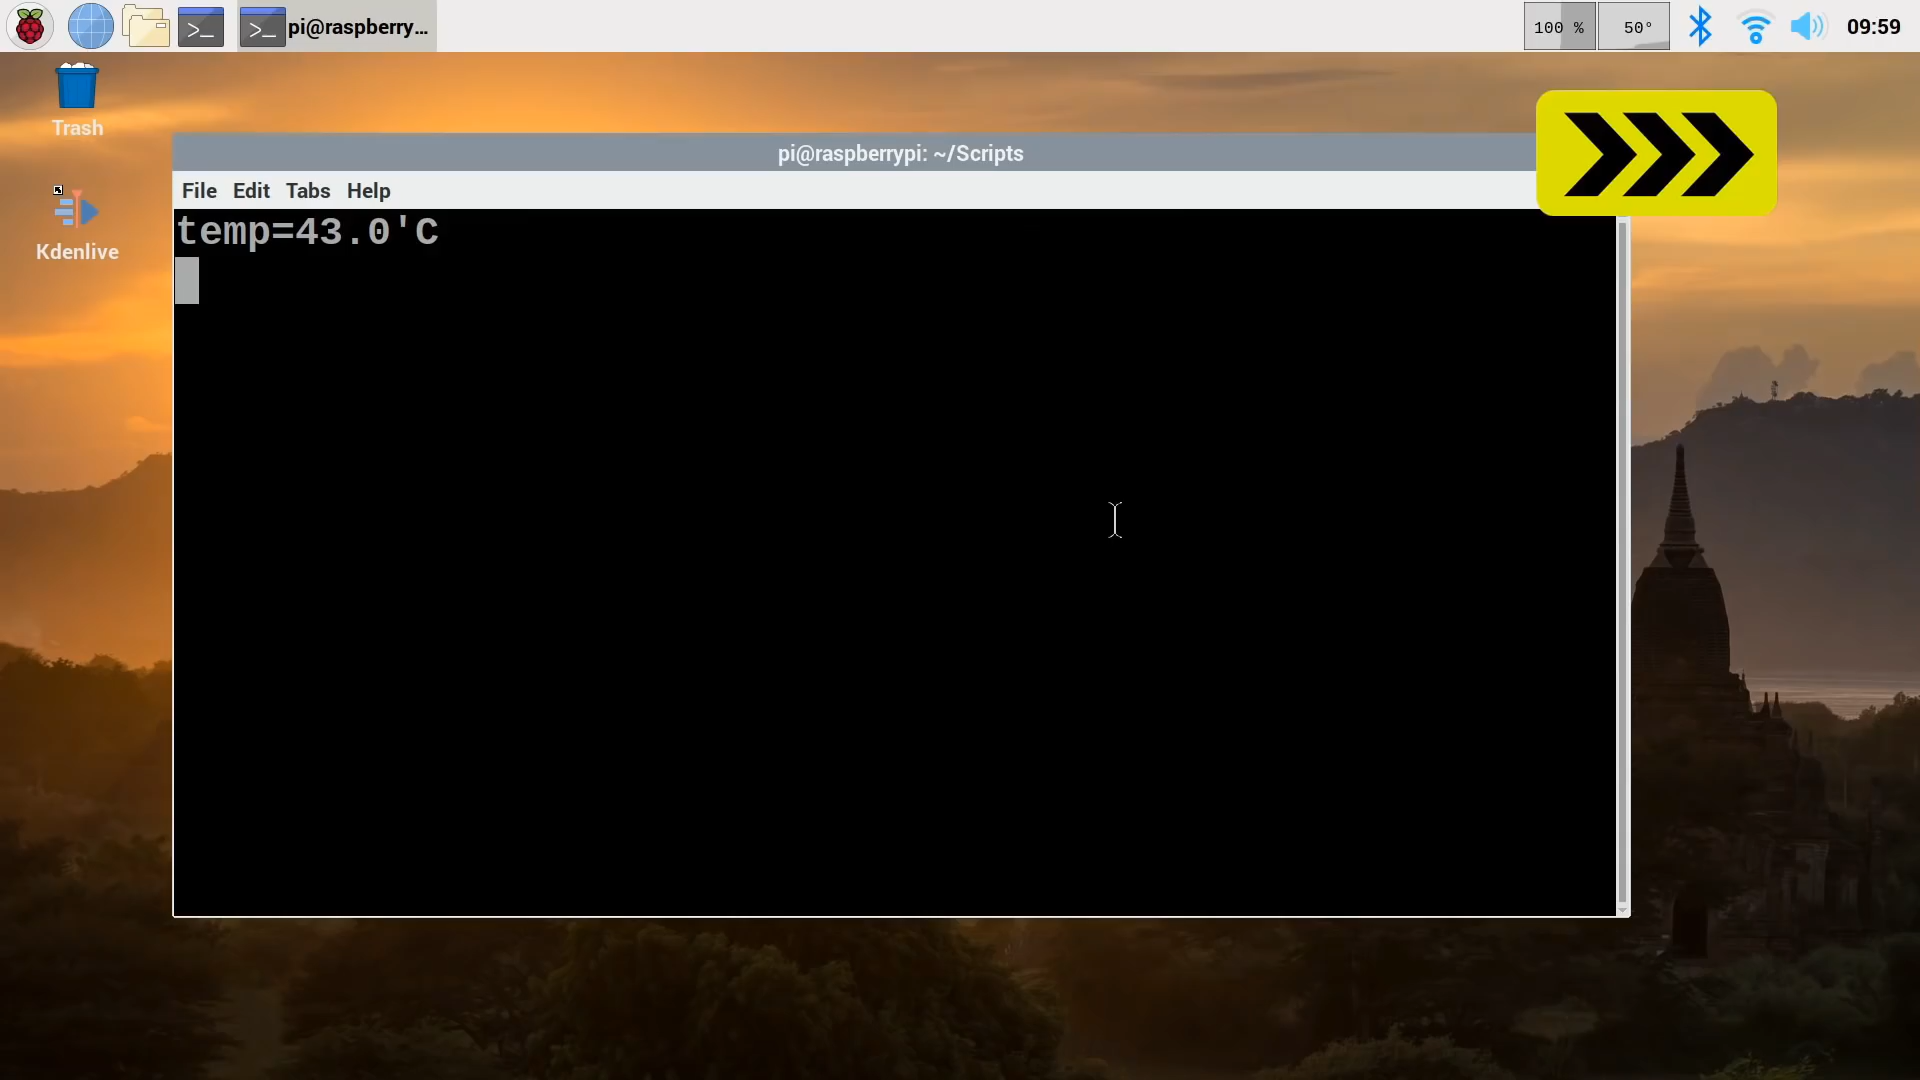 pi@raspberry...
100 %
50°
09:59
Trash
pi@raspberrypi: ~/Scripts
File Edit Tabs Help
temp=43.0'C
Kdenlive